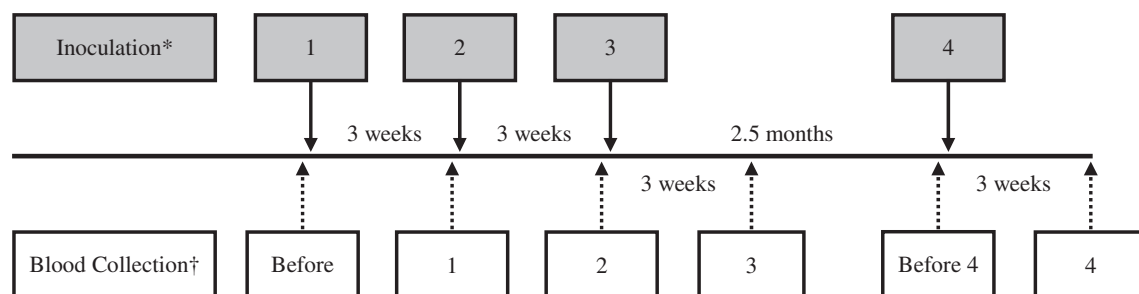 Inoculation* 1 2 3 4
3 weeks 3 weeks 2.5 months
3 weeks 3 weeks
Blood Collection† Before 1 2 3 Before 4 4